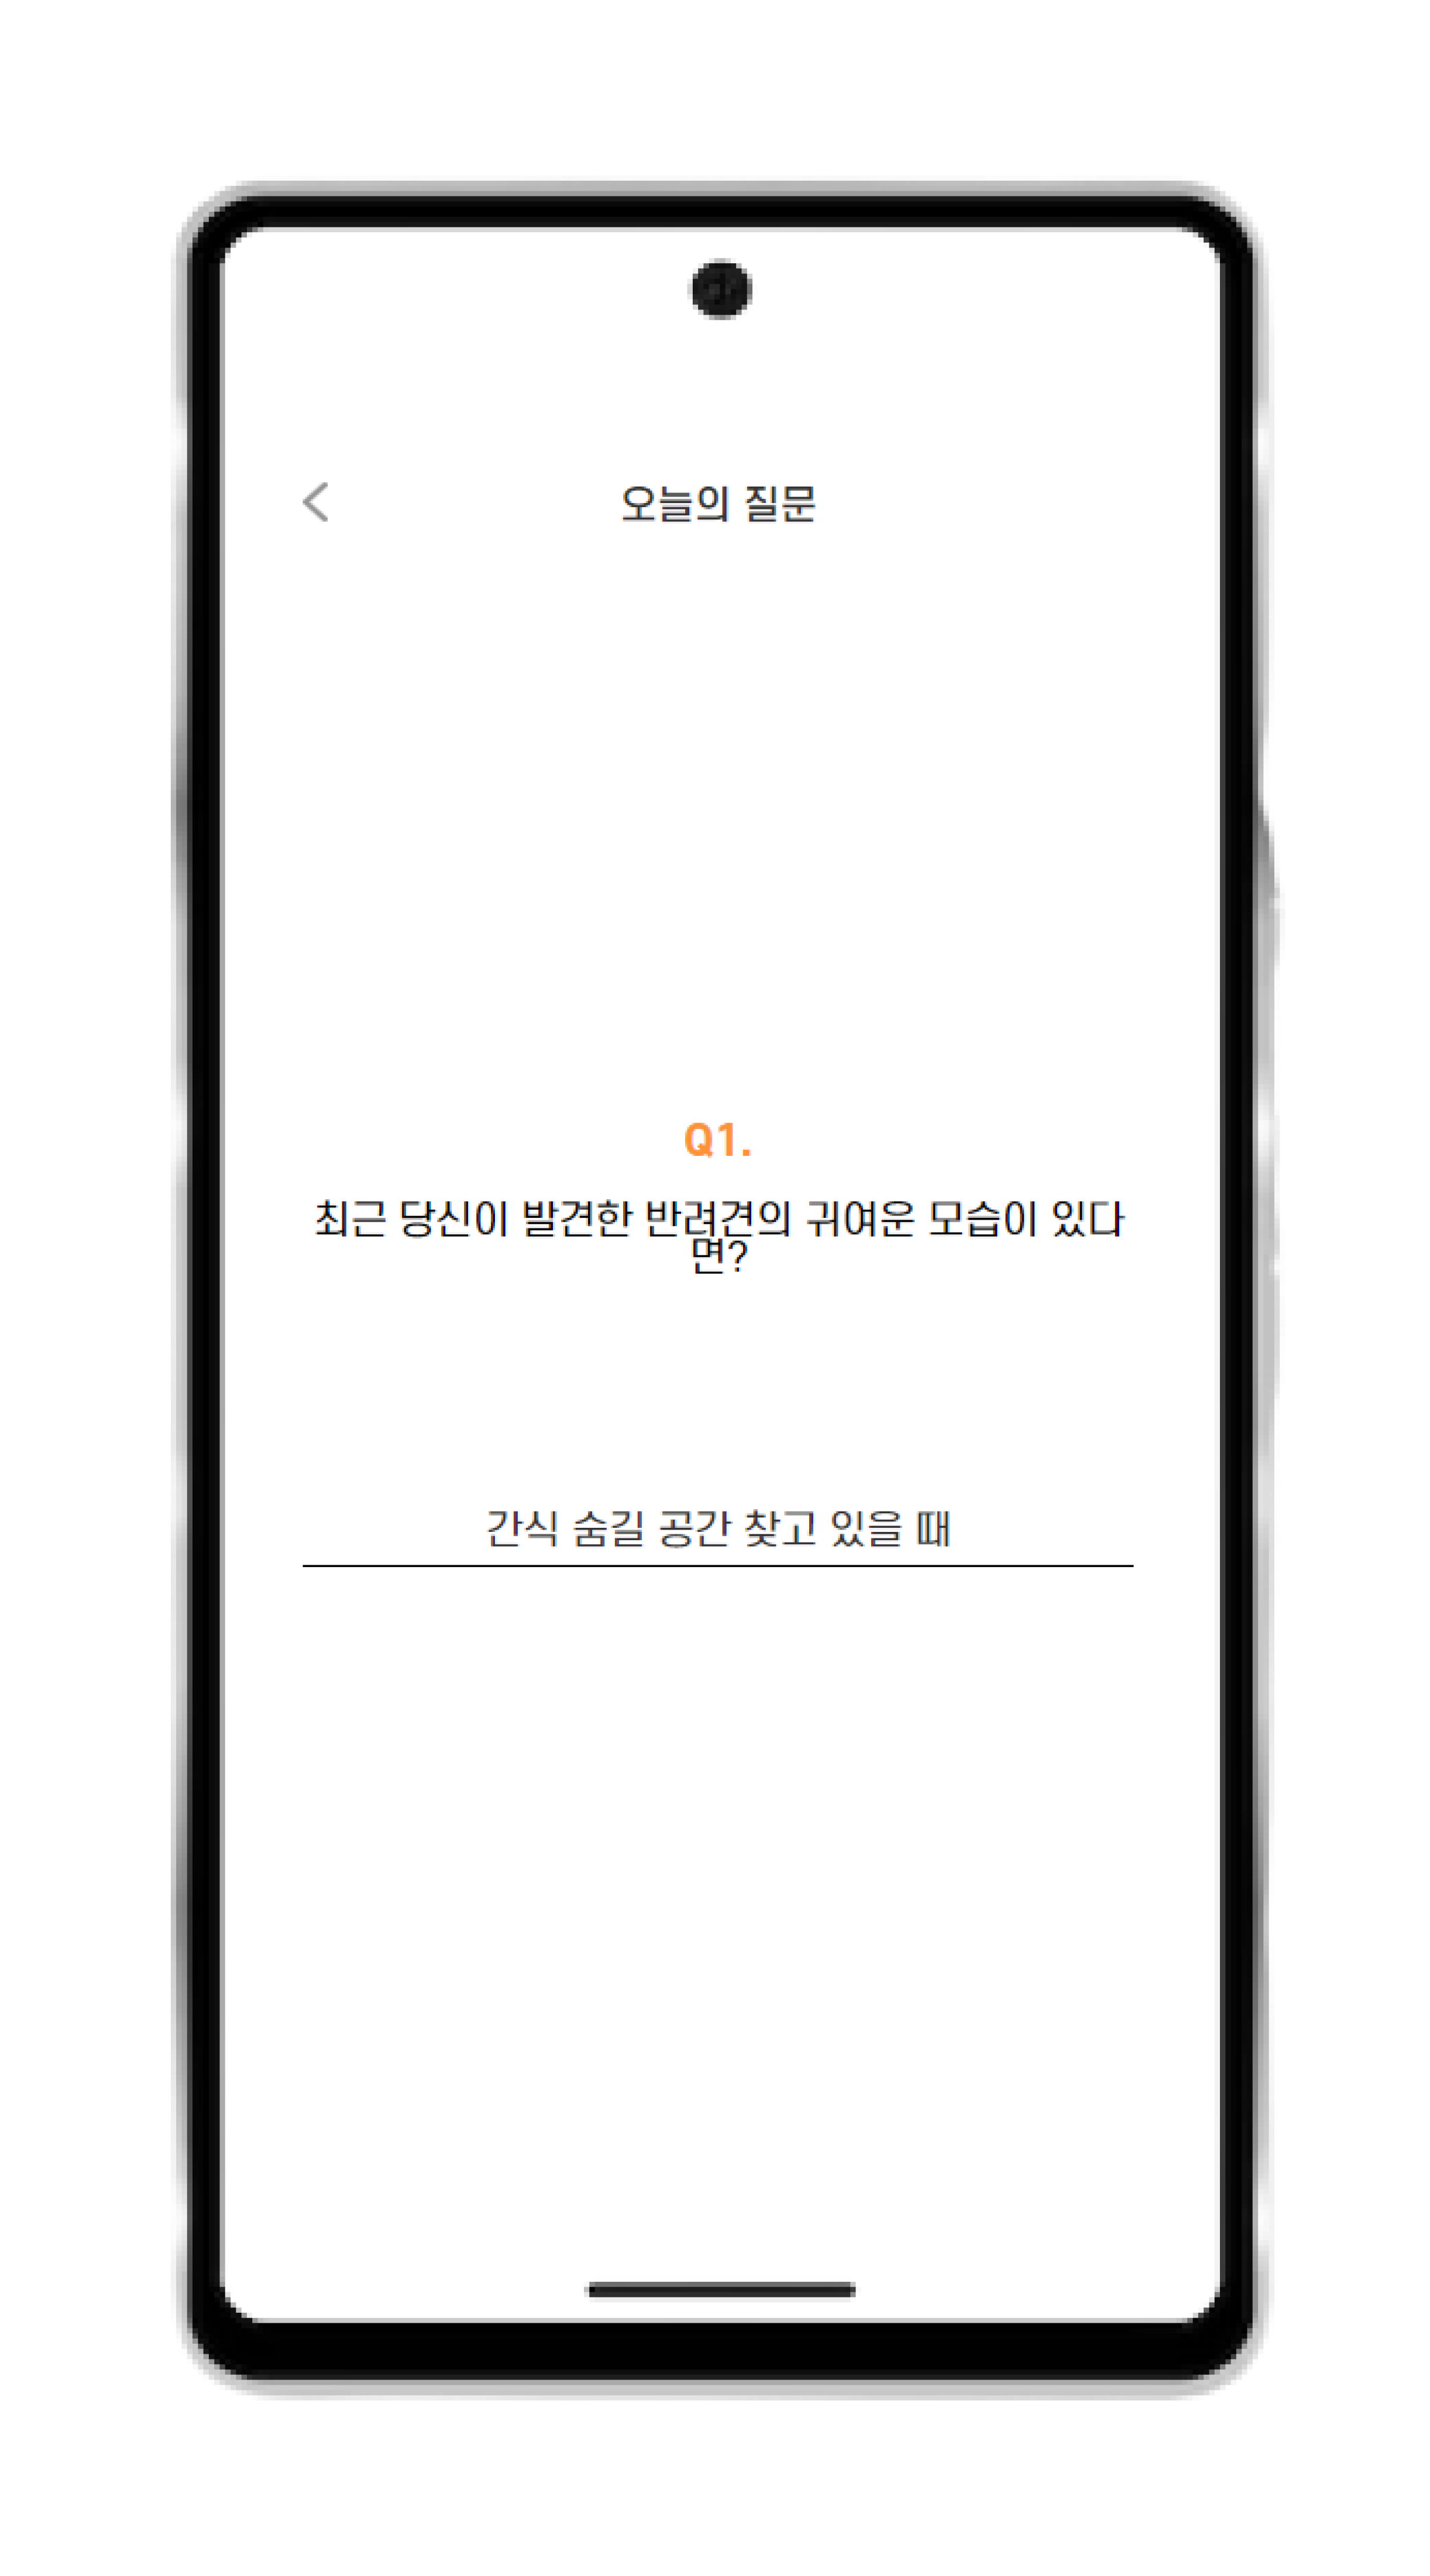 오늘의 질문
Q1.
최근 당신이 발견한 반려견의 귀여운 모습이 있다
면?
간식 숨길 공간 찾고 있을 때